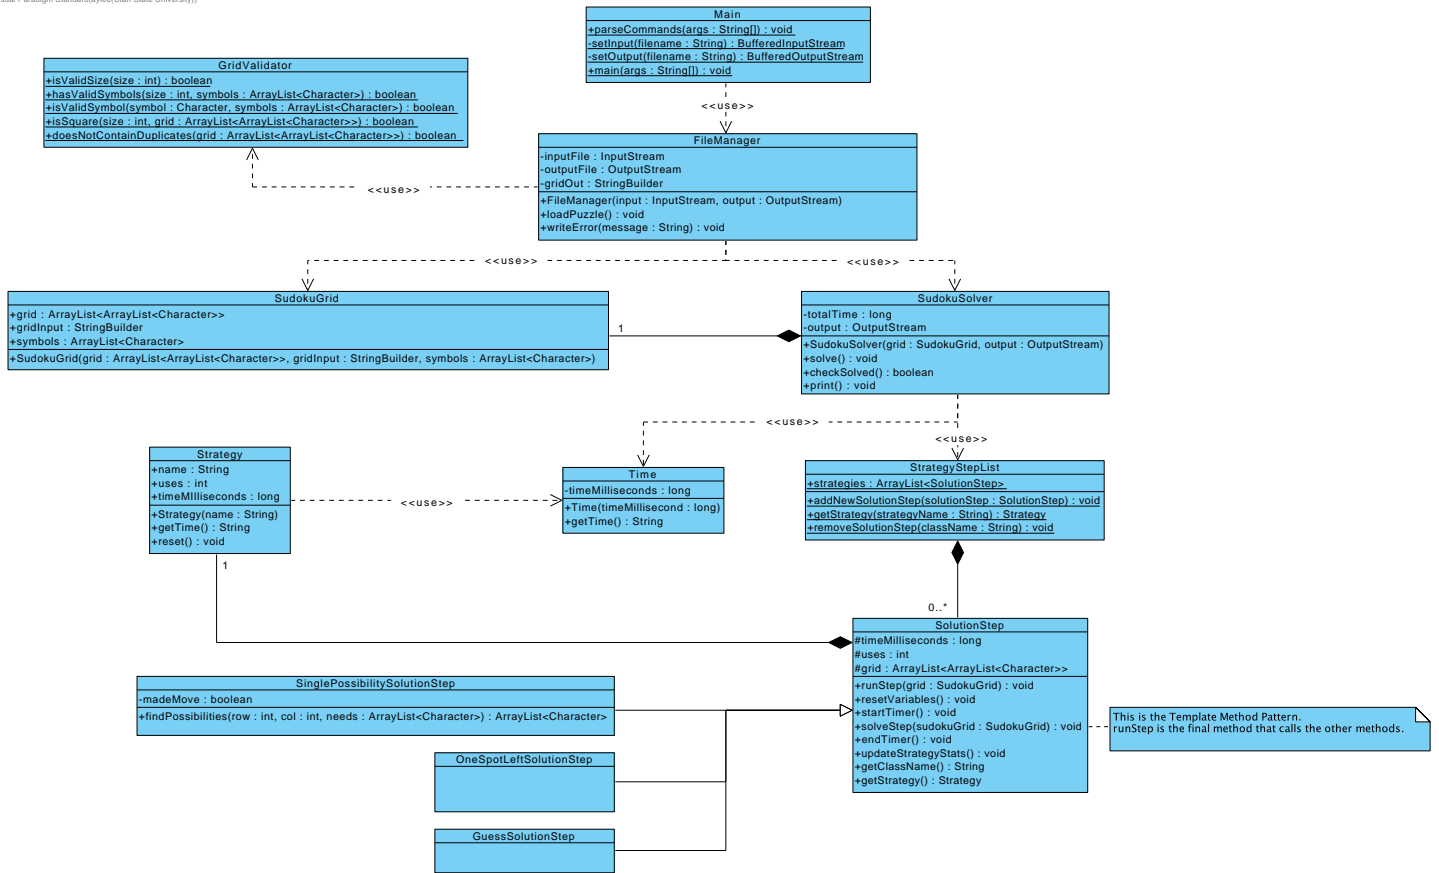 Main
+parseCommands(args : String[]) : void
-setInput(filename : String) : BufferedInputStream
-setOutput(filename : String) : BufferedOutputStream
+main(args : String[]) : void
GridValidator
+isValidSize(size : int) : boolean
+hasValidSymbols(size : int, symbols : ArrayList<Character>) : boolean
+isValidSymbol(symbol : Character, symbols : ArrayList<Character>) : boolean
+isSquare(size : int, grid : ArrayList<ArrayList<Character>>) : boolean
+doesNotContainDuplicates(grid : ArrayList<ArrayList<Character>>) : boolean
<<use>>
FileManager
-inputFile : InputStream
-outputFile : OutputStream
-gridOut : StringBuilder
+FileManager(input : InputStream, output : OutputStream)
+loadPuzzle() : void
+writeError(message : String) : void
<<use>>
<<use>>
<<use>>
SudokuGrid
+grid : ArrayList<ArrayList<Character>>
+gridInput : StringBuilder
+symbols : ArrayList<Character>
+SudokuGrid(grid : ArrayList<ArrayList<Character>>, gridInput : StringBuilder, symbols : ArrayList<Character>)
1
SudokuSolver
-totalTime : long
-output : OutputStream
+SudokuSolver(grid : SudokuGrid, output : OutputStream)
+solve() : void
+checkSolved() : boolean
+print() : void
<<use>>
<<use>>
Strategy
+name : String
+uses : int
+timeMIlliseconds : long
+Strategy(name : String)
+getTime() : String
+reset() : void
<<use>>
Time
-timeMilliseconds : long
+Time(timeMillisecond : long)
+getTime() : String
StrategyStepList
+strategies : ArrayList<SolutionStep>
+addNewSolutionStep(solutionStep : SolutionStep) : void
+getStrategy(strategyName : String) : Strategy
+removeSolutionStep(className : String) : void
1
0..*
SolutionStep
#timeMilliseconds : long
#uses : int
#grid : ArrayList<ArrayList<Character>>
+runStep(grid : SudokuGrid) : void
+resetVariables() : void
+startTimer() : void
+solveStep(sudokuGrid : SudokuGrid) : void
+endTimer() : void
+updateStrategyStats() : void
+getClassName() : String
+getStrategy() : Strategy
This is the Template Method Pattern.
runStep is the final method that calls the other methods.
SinglePossibilitySolutionStep
-madeMove : boolean
+findPossibilities(row : int, col : int, needs : ArrayList<Character>) : ArrayList<Character>
OneSpotLeftSolutionStep
GuessSolutionStep